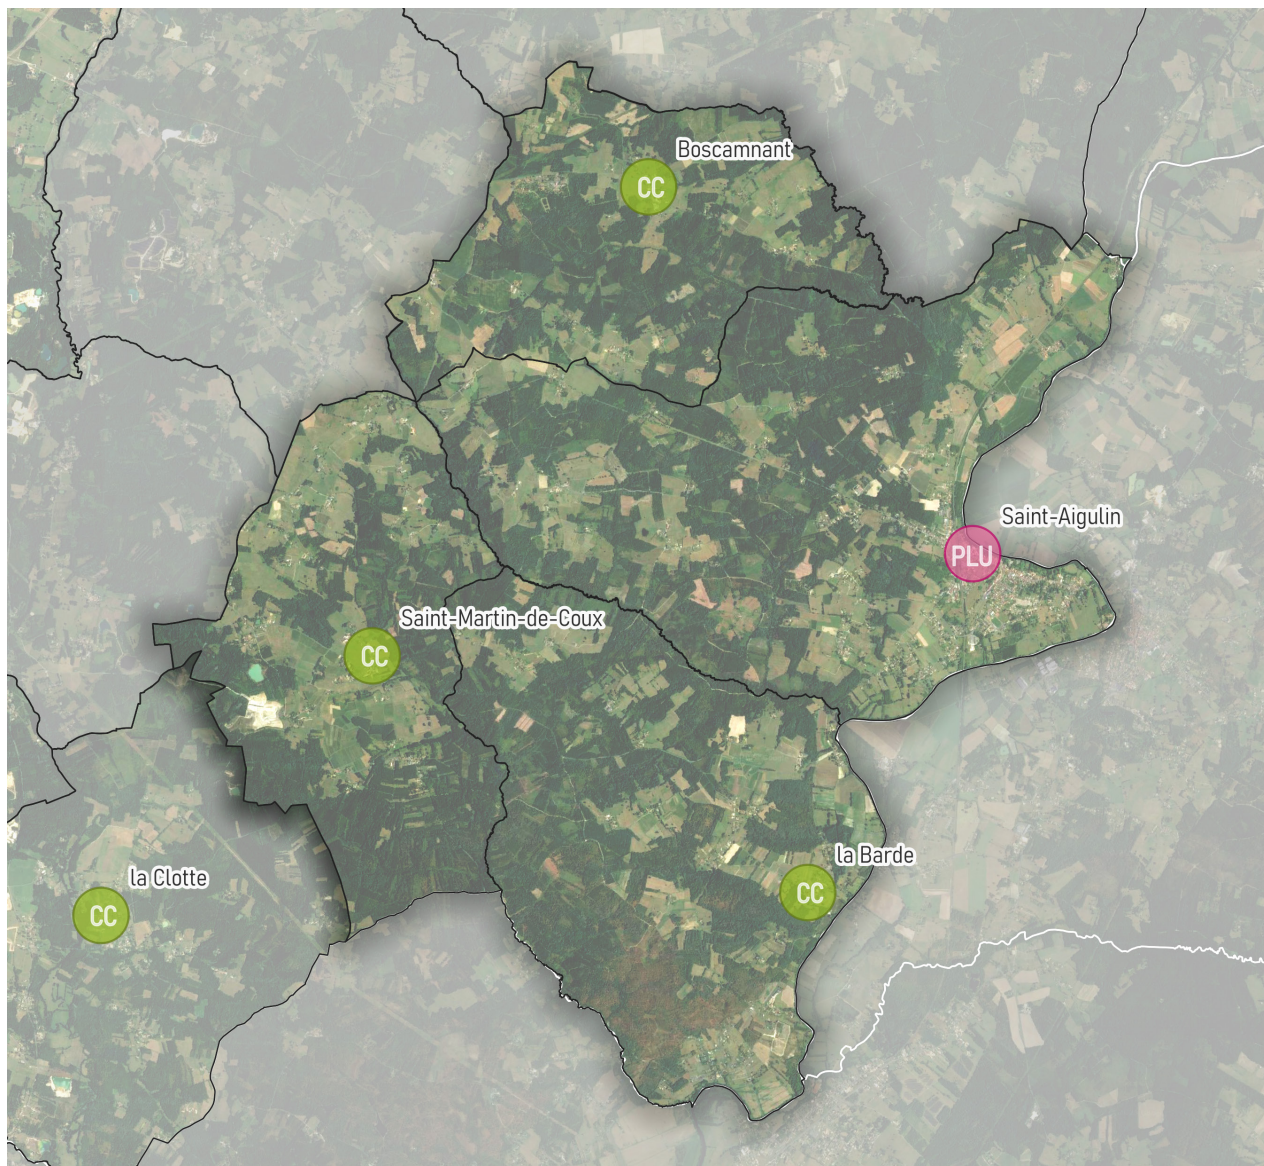 Boscamnant
CC
Saint-Aigulin
PLU
Saint-Martin-de-Coux
CC
la Barde
CC
la Clotte
CC